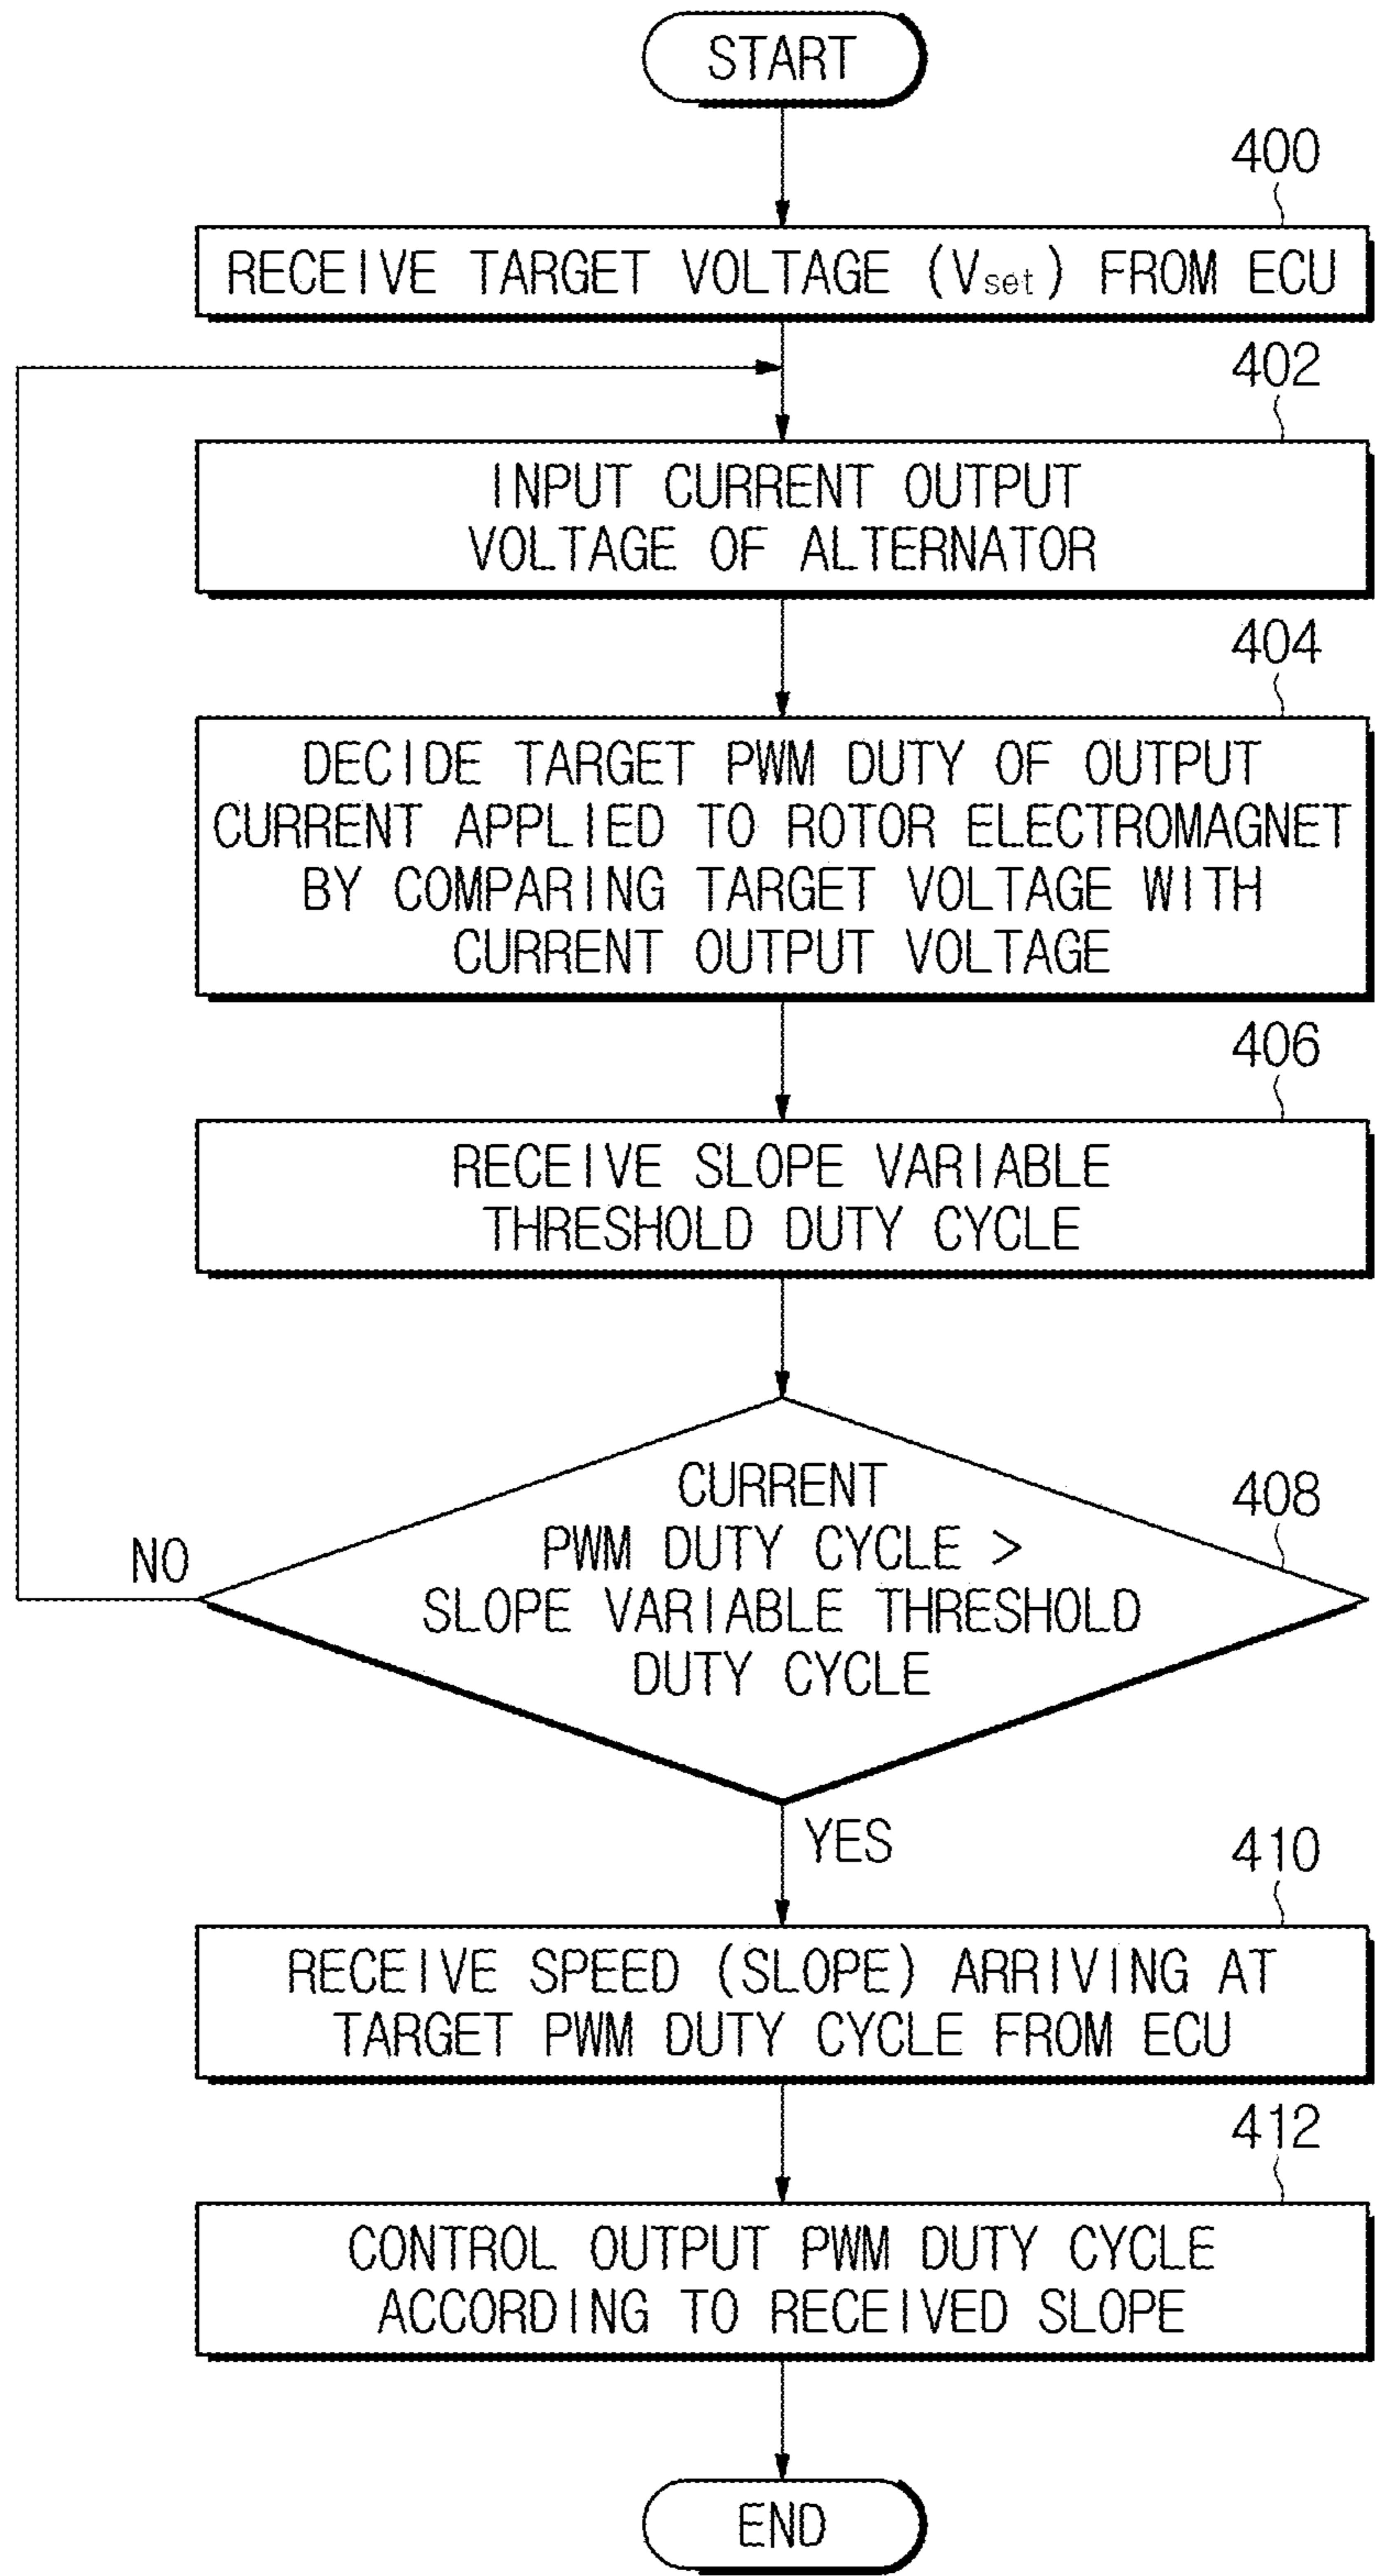 START
400
RECEIVE TARGET VOLTAGE (Vset) FROM ECU
402
INPUT CURRENT OUTPUT
VOLTAGE OF ALTERNATOR
404
DECIDE TARGET PWM DUTY OF OUTPUT
CURRENT APPLIED TO ROTOR ELECTROMAGNET
BY COMPARING TARGET VOLTAGE WITH
CURRENT OUTPUT VOLTAGE
406
RECEIVE SLOPE VARIABLE
THRESHOLD DUTY CYCLE
408
CURRENT
PWM DUTY CYCLE >
SLOPE VARIABLE THRESHOLD
DUTY CYCLE
NO
YES
410
RECEIVE SPEED (SLOPE) ARRIVING AT
TARGET PWM DUTY CYCLE FROM ECU
412
CONTROL OUTPUT PWM DUTY CYCLE
ACCORDING TO RECEIVED SLOPE
END